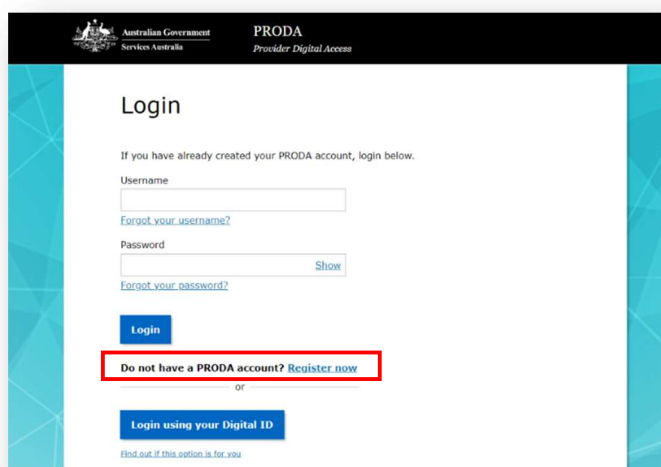 Australian Government
Services Australia
PRODA
Provider Digital Access
Login
If you have already created your PRODA account, login below.
Username
Forgot your username?
Password
Show
Forgot your password?
Login
Do not have a PRODA account? Register now
or
Login using your Digital ID
Find out if this option is for you